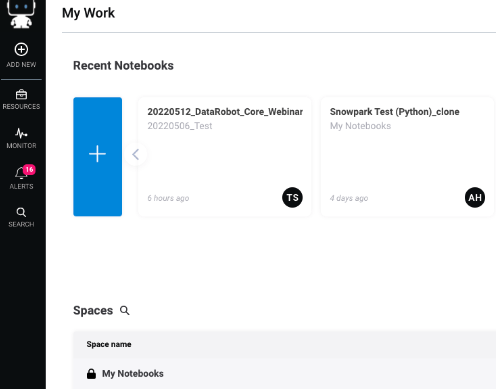 My Work
ADD NEW
RESOURCES
MONITOR
16
ALERTS
SEARCH
Recent Notebooks
20220512_DataRobot_Core_Webinar
20220506_Test
6 hours ago
TS
Snowpark Test (Python)_clone
My Notebooks
4 days ago
AH
Spaces
Space name
My Notebooks